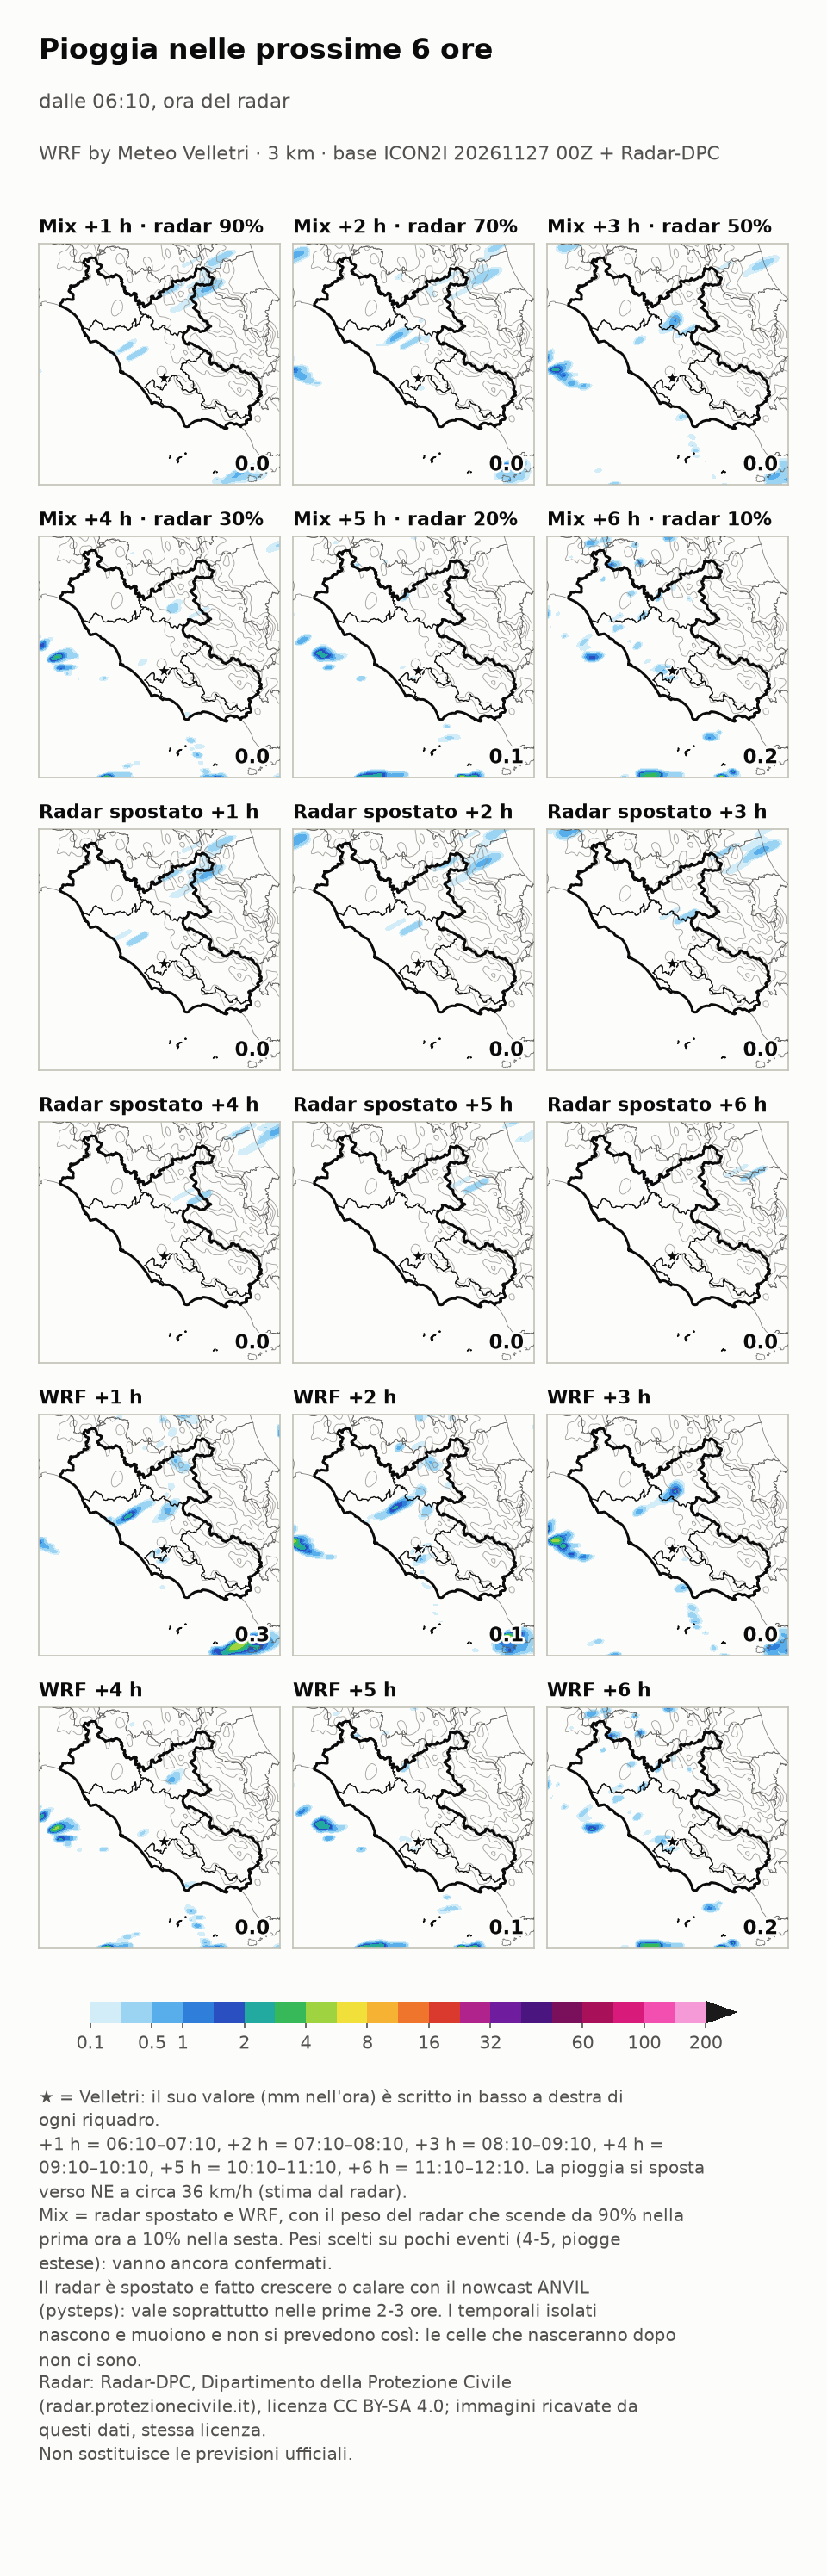 Pioggia nelle prossime 6 ore
dalle 06:10, ora del radar
WRF by Meteo Velletri · 3 km · base ICON2I 20261127 00Z + Radar-DPC
Mix +1 h · radar 90%
Mix +2 h · radar 70%
Mix +3 h · radar 50%
0.0
0.0
0.0
Mix +4 h · radar 30%
Mix +5 h · radar 20%
Mix +6 h · radar 10%
0.0
0.1
0.2
Radar spostato +1 h
Radar spostato +2 h
Radar spostato +3 h
0.0
0.0
0.0
Radar spostato +4 h
Radar spostato +5 h
Radar spostato +6 h
0.0
0.0
0.0
WRF +1 h
WRF +2 h
WRF +3 h
0.3
0.1
0.0
WRF +4 h
WRF +5 h
WRF +6 h
0.0
0.1
0.2
0.1 0.5 1 2 4 8 16 32 60 100 200
★ = Velletri: il suo valore (mm nell'ora) è scritto in basso a destra di
ogni riquadro.
+1 h = 06:10–07:10, +2 h = 07:10–08:10, +3 h = 08:10–09:10, +4 h =
09:10–10:10, +5 h = 10:10–11:10, +6 h = 11:10–12:10. La pioggia si sposta
verso NE a circa 36 km/h (stima dal radar).
Mix = radar spostato e WRF, con il peso del radar che scende da 90% nella
prima ora a 10% nella sesta. Pesi scelti su pochi eventi (4-5, piogge
estese): vanno ancora confermati.
Il radar è spostato e fatto crescere o calare con il nowcast ANVIL
(pysteps): vale soprattutto nelle prime 2-3 ore. I temporali isolati
nascono e muoiono e non si prevedono così: le celle che nasceranno dopo
non ci sono.
Radar: Radar-DPC, Dipartimento della Protezione Civile
(radar.protezionecivile.it), licenza CC BY-SA 4.0; immagini ricavate da
questi dati, stessa licenza.
Non sostituisce le previsioni ufficiali.